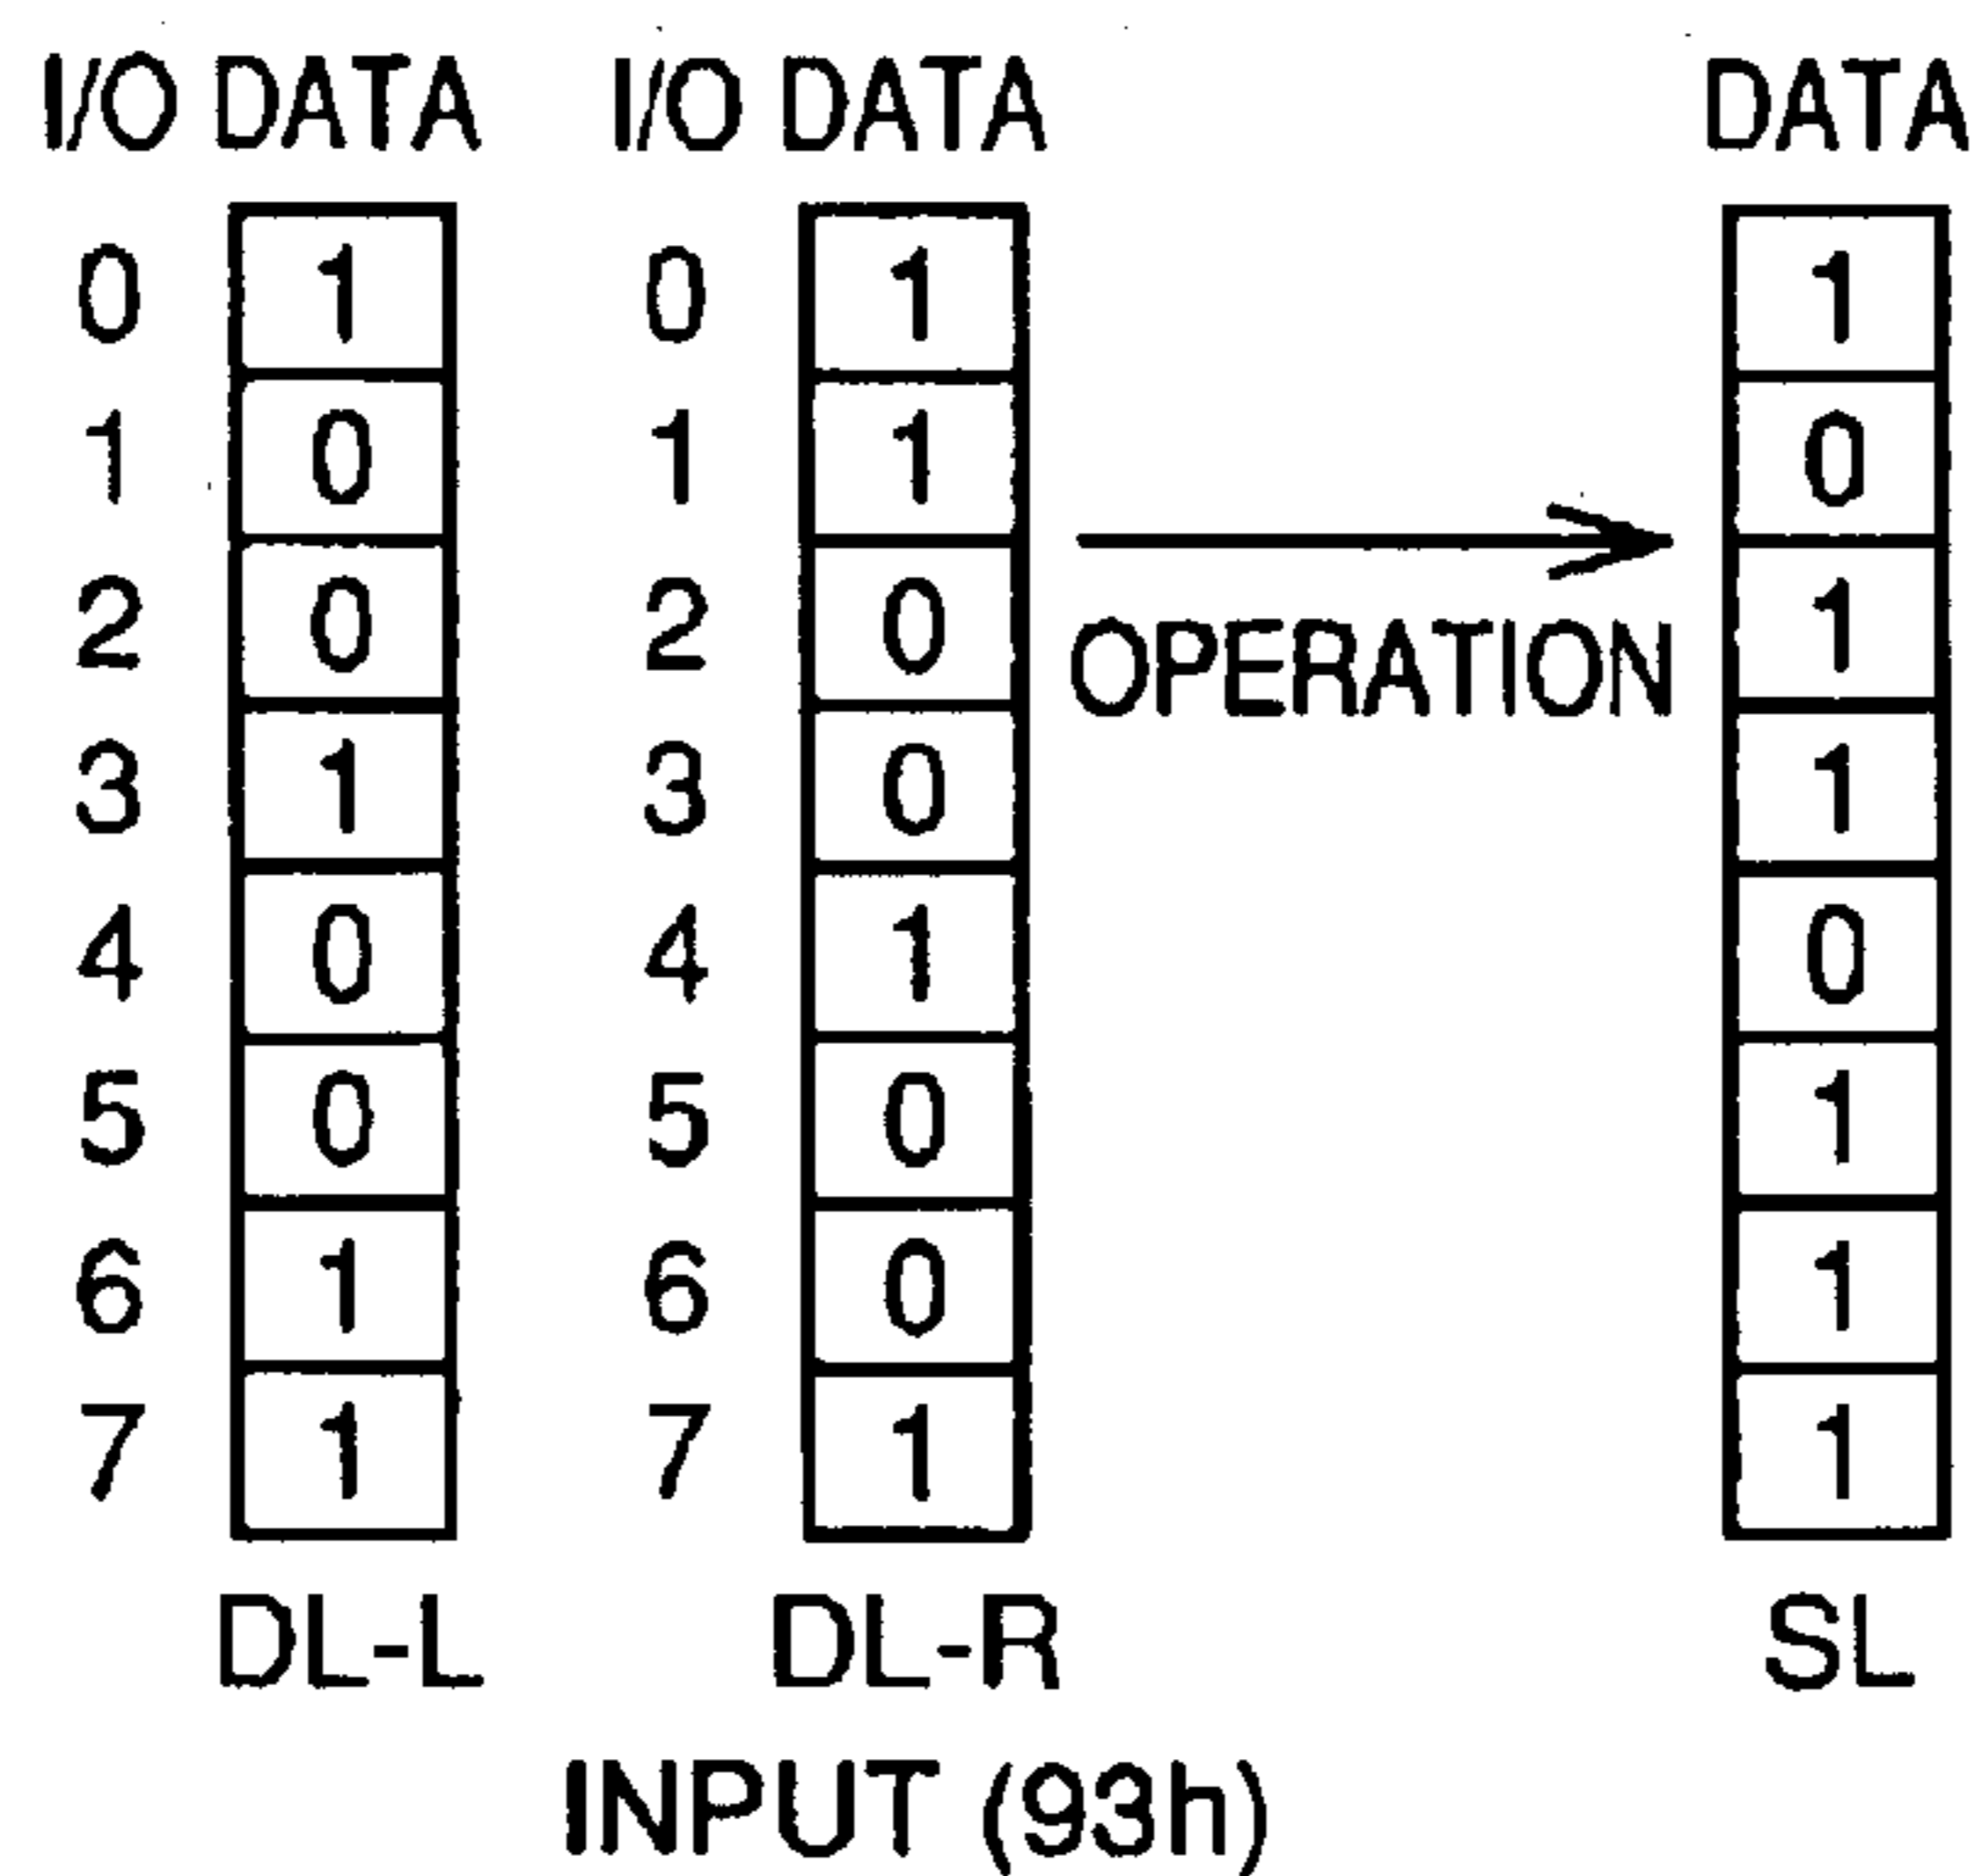 I/O DATA I/O DATA DATA
0 1 0 1 1
1 0 1 1 0
2 0 2 0 1
OPERATION
3 1 3 0 1
4 0 4 1 0
5 0 5 0 1
6 1 6 0 1
7 1 7 1 1
DL-L DL-R SL
INPUT (93h)